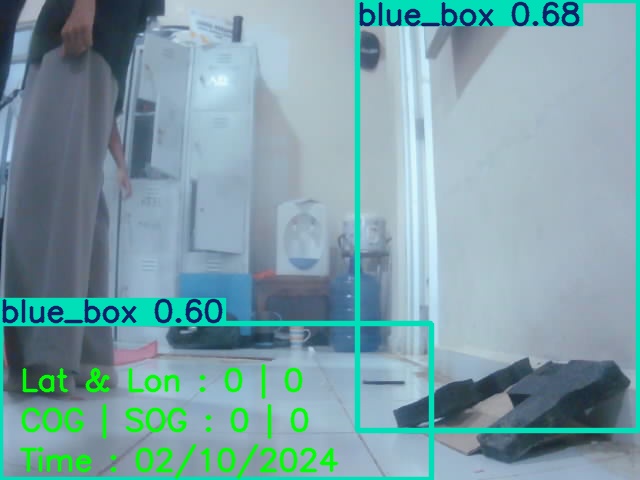 blue_box 0.68
blue_box 0.60
Lat & Lon : 0 | 0
COG | SOG : 0 | 0
Time : 02/10/2024